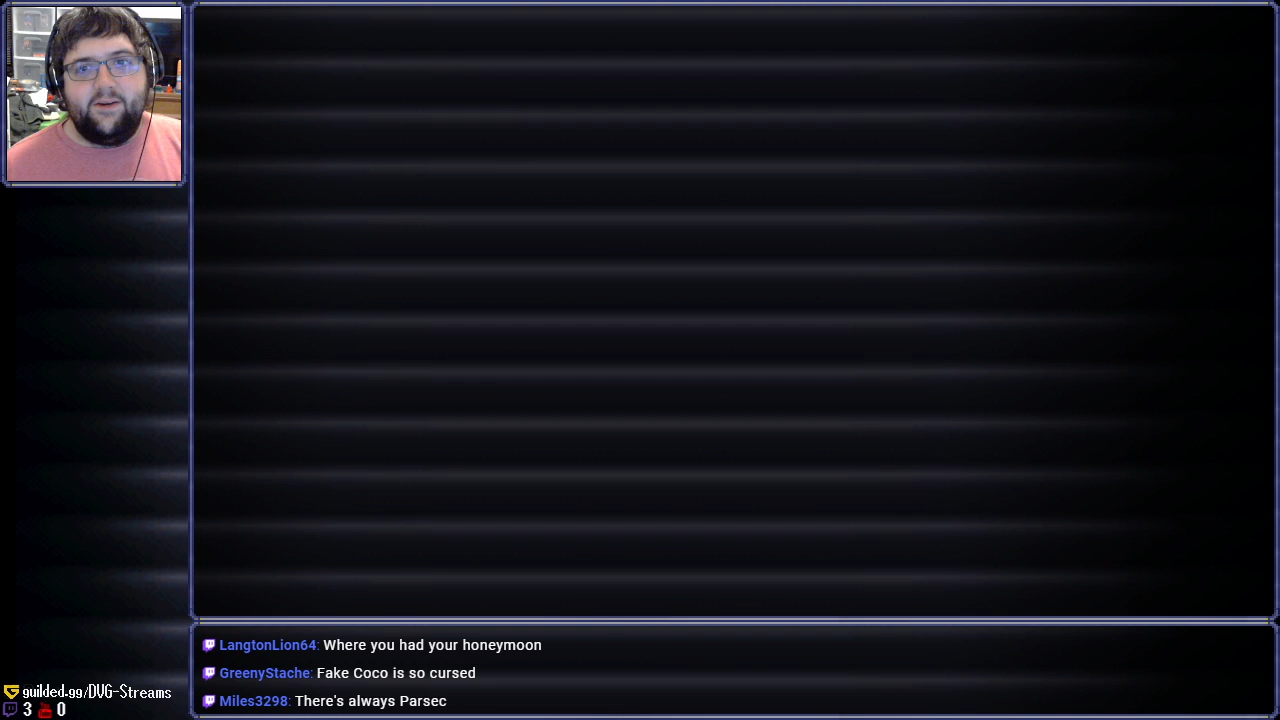 LangtonLion64: Where you had your honeymoon
GreenyStache: Fake Coco is so cursed
Miles3298: There's always Parsec
guilded.gg/DVG-Streams
3 0